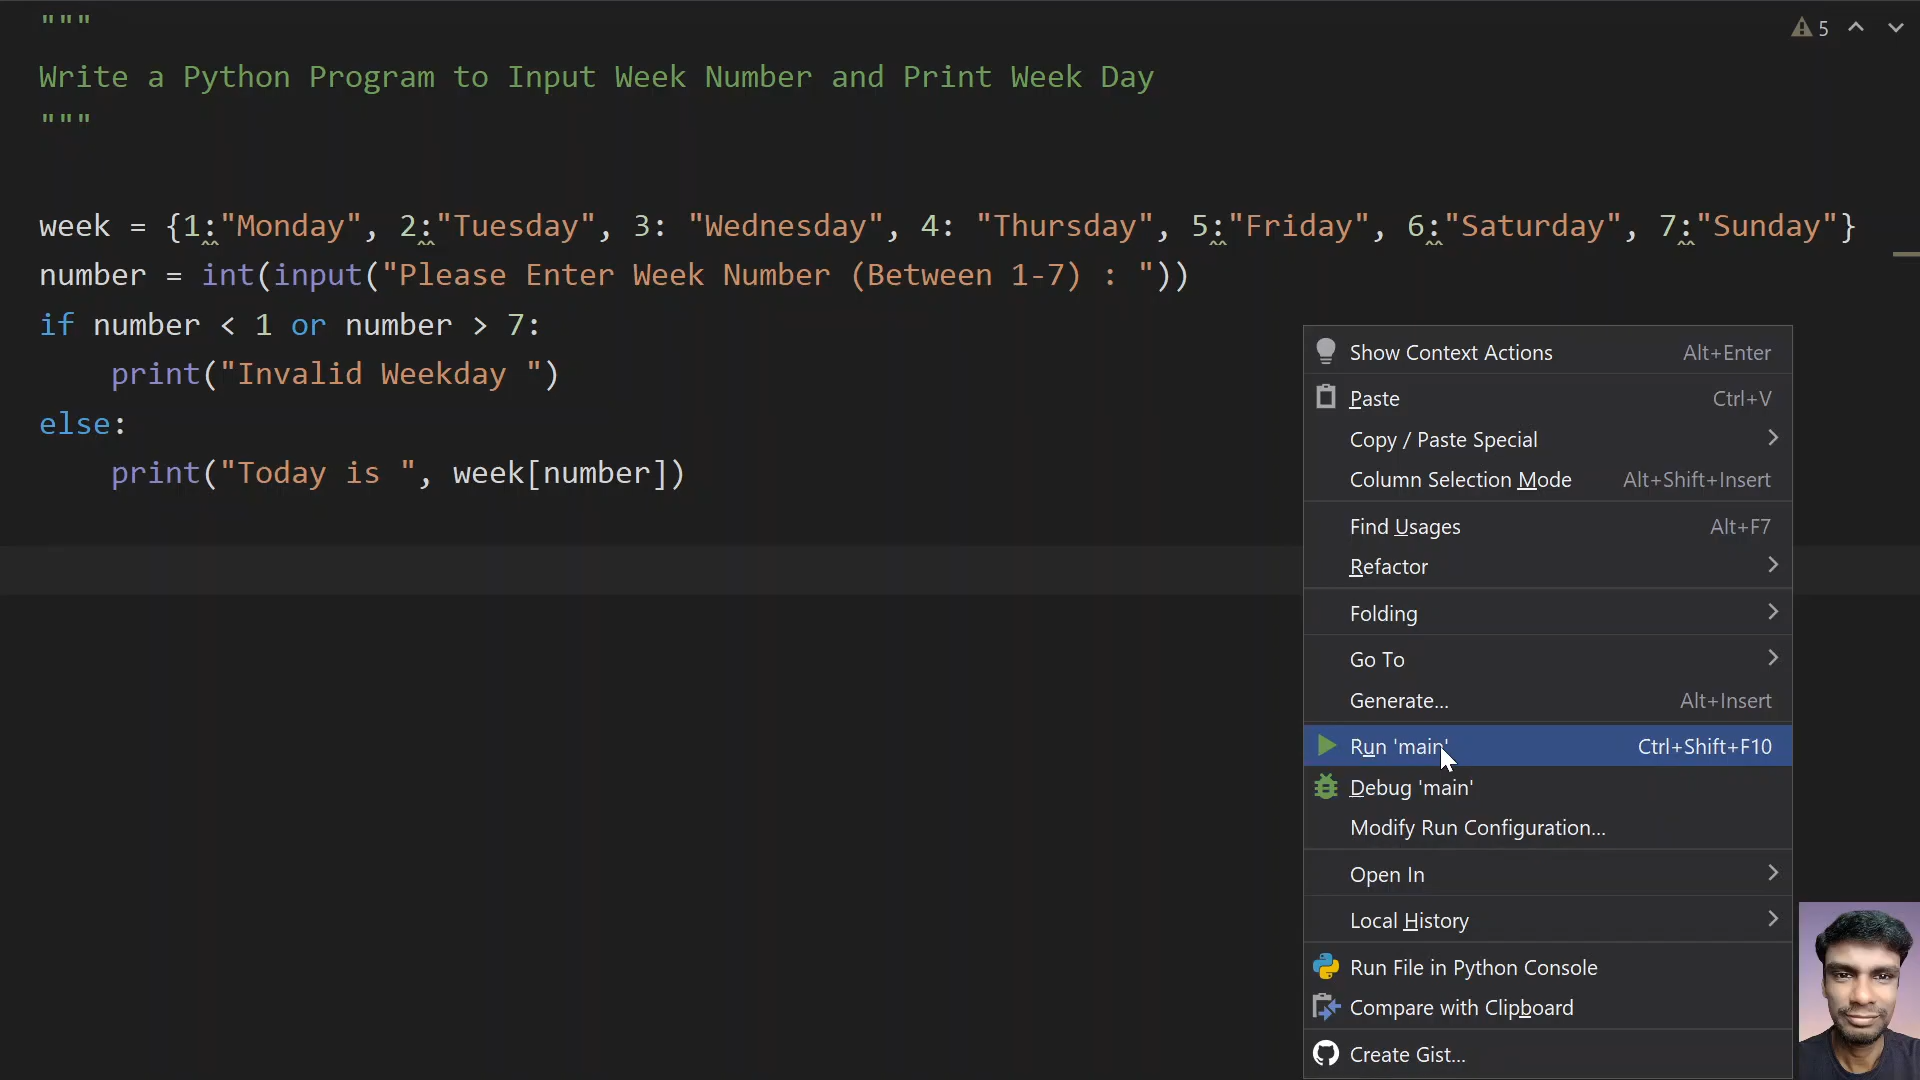 """
5
Write a Python Program to Input Week Number and Print Week Day
"""
week = {1:"Monday", 2:"Tuesday", 3: "Wednesday", 4: "Thursday", 5:"Friday", 6:"Saturday", 7:"Sunday"}
number = int(input("Please Enter Week Number (Between 1-7) : "))
if number < 1 or number > 7:
    print("Invalid Weekday ")
else:
    print("Today is ", week[number])
Show Context Actions Alt+Enter
Paste Ctrl+V
Copy / Paste Special
Column Selection Mode Alt+Shift+Insert
Find Usages Alt+F7
Refactor
Folding
Go To
Generate... Alt+Insert
Run 'main' Ctrl+Shift+F10
Debug 'main'
Modify Run Configuration...
Open In
Local History
Run File in Python Console
Compare with Clipboard
Create Gist...